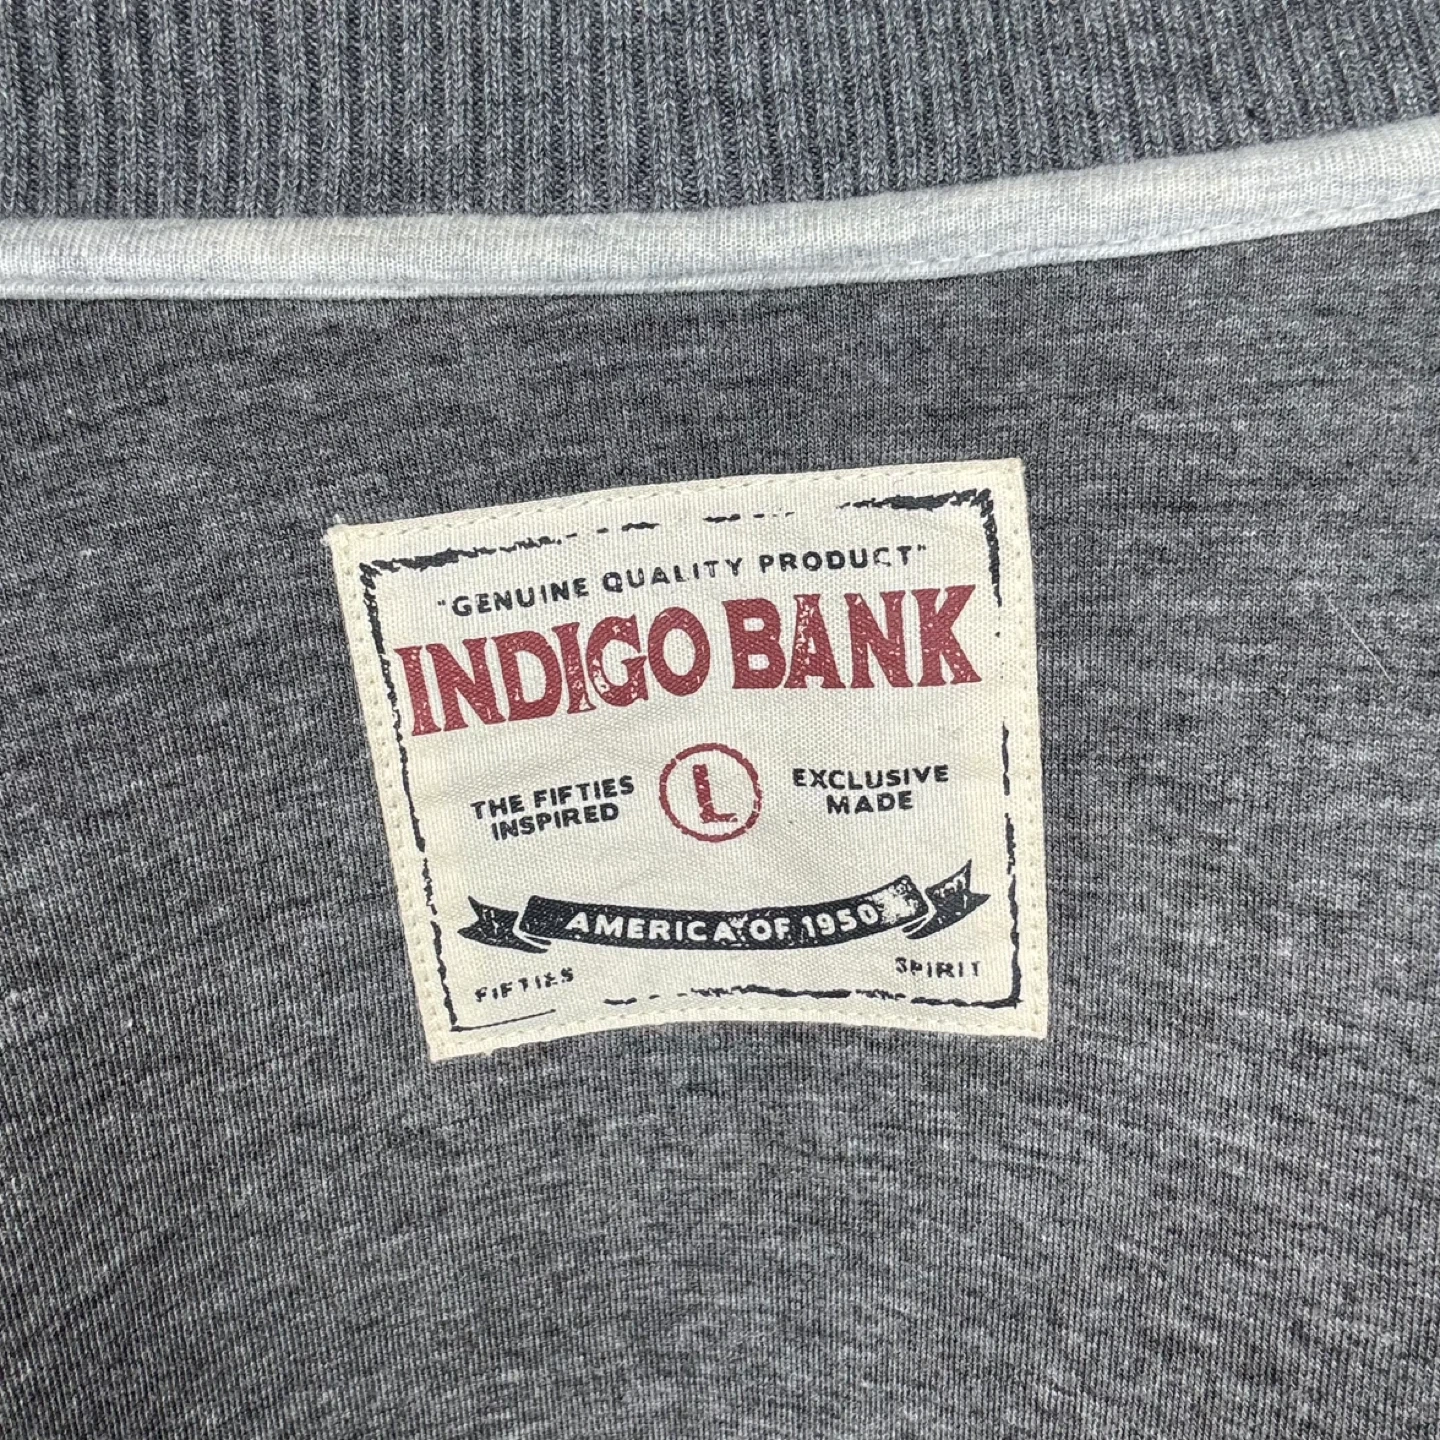 "GENUINE QUALITY PRODUCT"
INDIGO BANK
THE FIFTIES
INSPIRED
L
EXCLUSIVE
MADE
AMERICA OF 1950
FIFTIES
SPIRIT